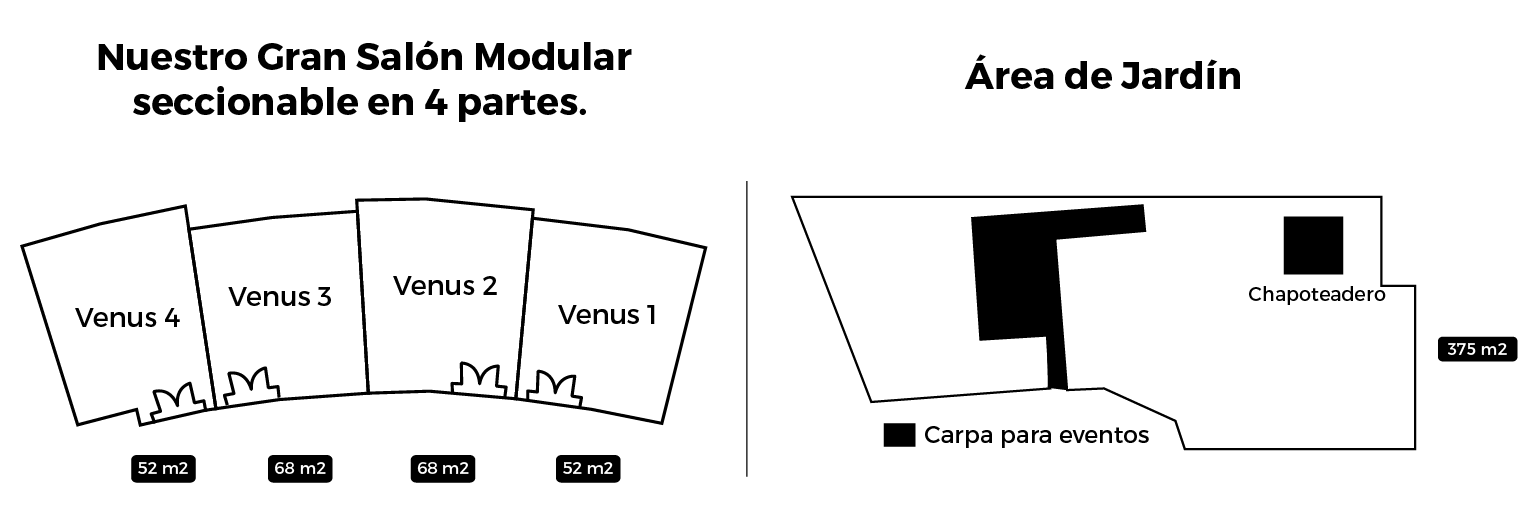 Nuestro Gran Salón Modular
seccionable en 4 partes.
Venus 4
Venus 3
Venus 2
Venus 1
52 m2
68 m2
68 m2
52 m2
Área de Jardín
Chapoteadero
375 m2
Carpa para eventos